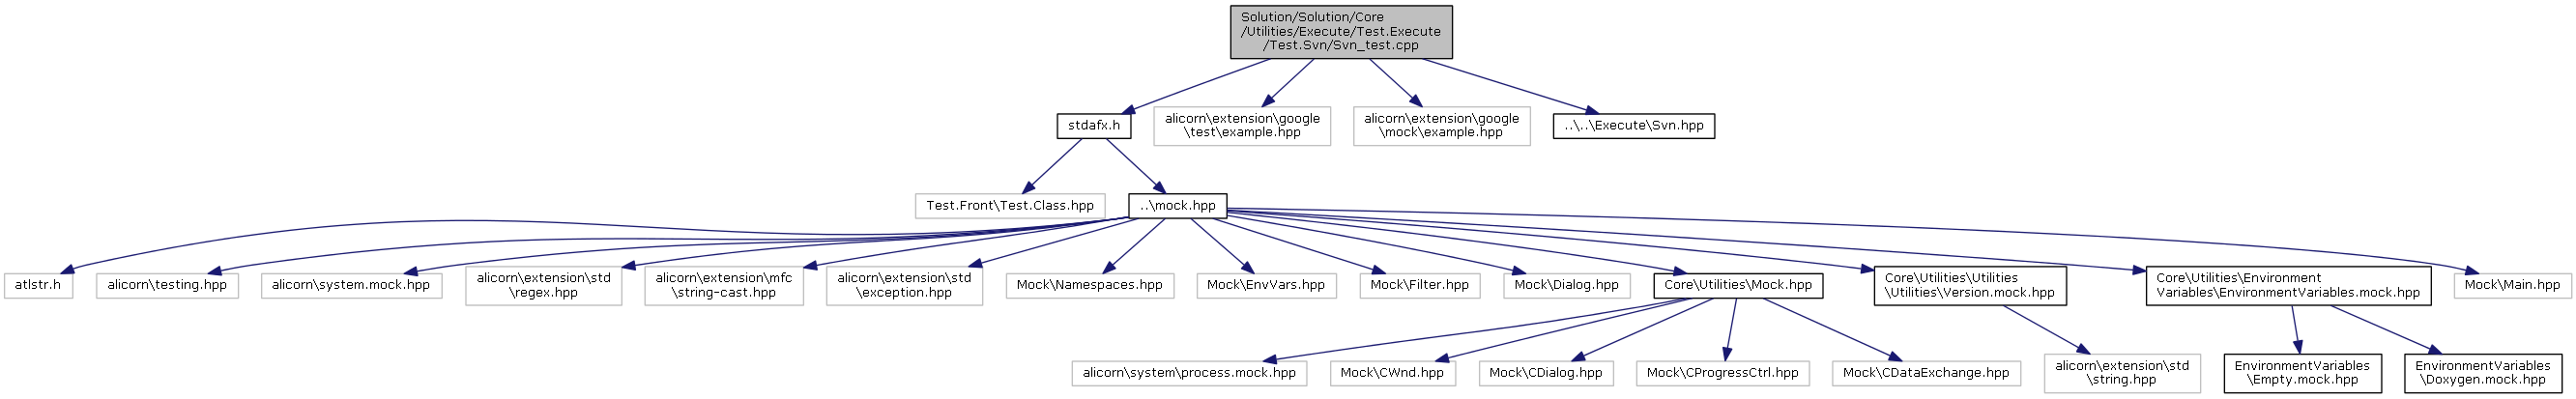 Solution/Solution/Core
/Utilities/Execute/Test.Execute
/Test.Svn/Svn_test.cpp
stdafx.h
alicorn\extension\google
\test\example.hpp
alicorn\extension\google
\mock\example.hpp
..\..\Execute\Svn.hpp
Test.Front\Test.Class.hpp
..\mock.hpp
atlstr.h
alicorn\testing.hpp
alicorn\system.mock.hpp
alicorn\extension\std
\regex.hpp
alicorn\extension\mfc
\string-cast.hpp
alicorn\extension\std
\exception.hpp
Mock\Namespaces.hpp
Mock\EnvVars.hpp
Mock\Filter.hpp
Mock\Dialog.hpp
Core\Utilities\Mock.hpp
Core\Utilities\Utilities
\Utilities\Version.mock.hpp
Core\Utilities\Environment
Variables\EnvironmentVariables.mock.hpp
Mock\Main.hpp
alicorn\system\process.mock.hpp
Mock\CWnd.hpp
Mock\CDialog.hpp
Mock\CProgressCtrl.hpp
Mock\CDataExchange.hpp
alicorn\extension\std
\string.hpp
EnvironmentVariables
\Empty.mock.hpp
EnvironmentVariables
\Doxygen.mock.hpp